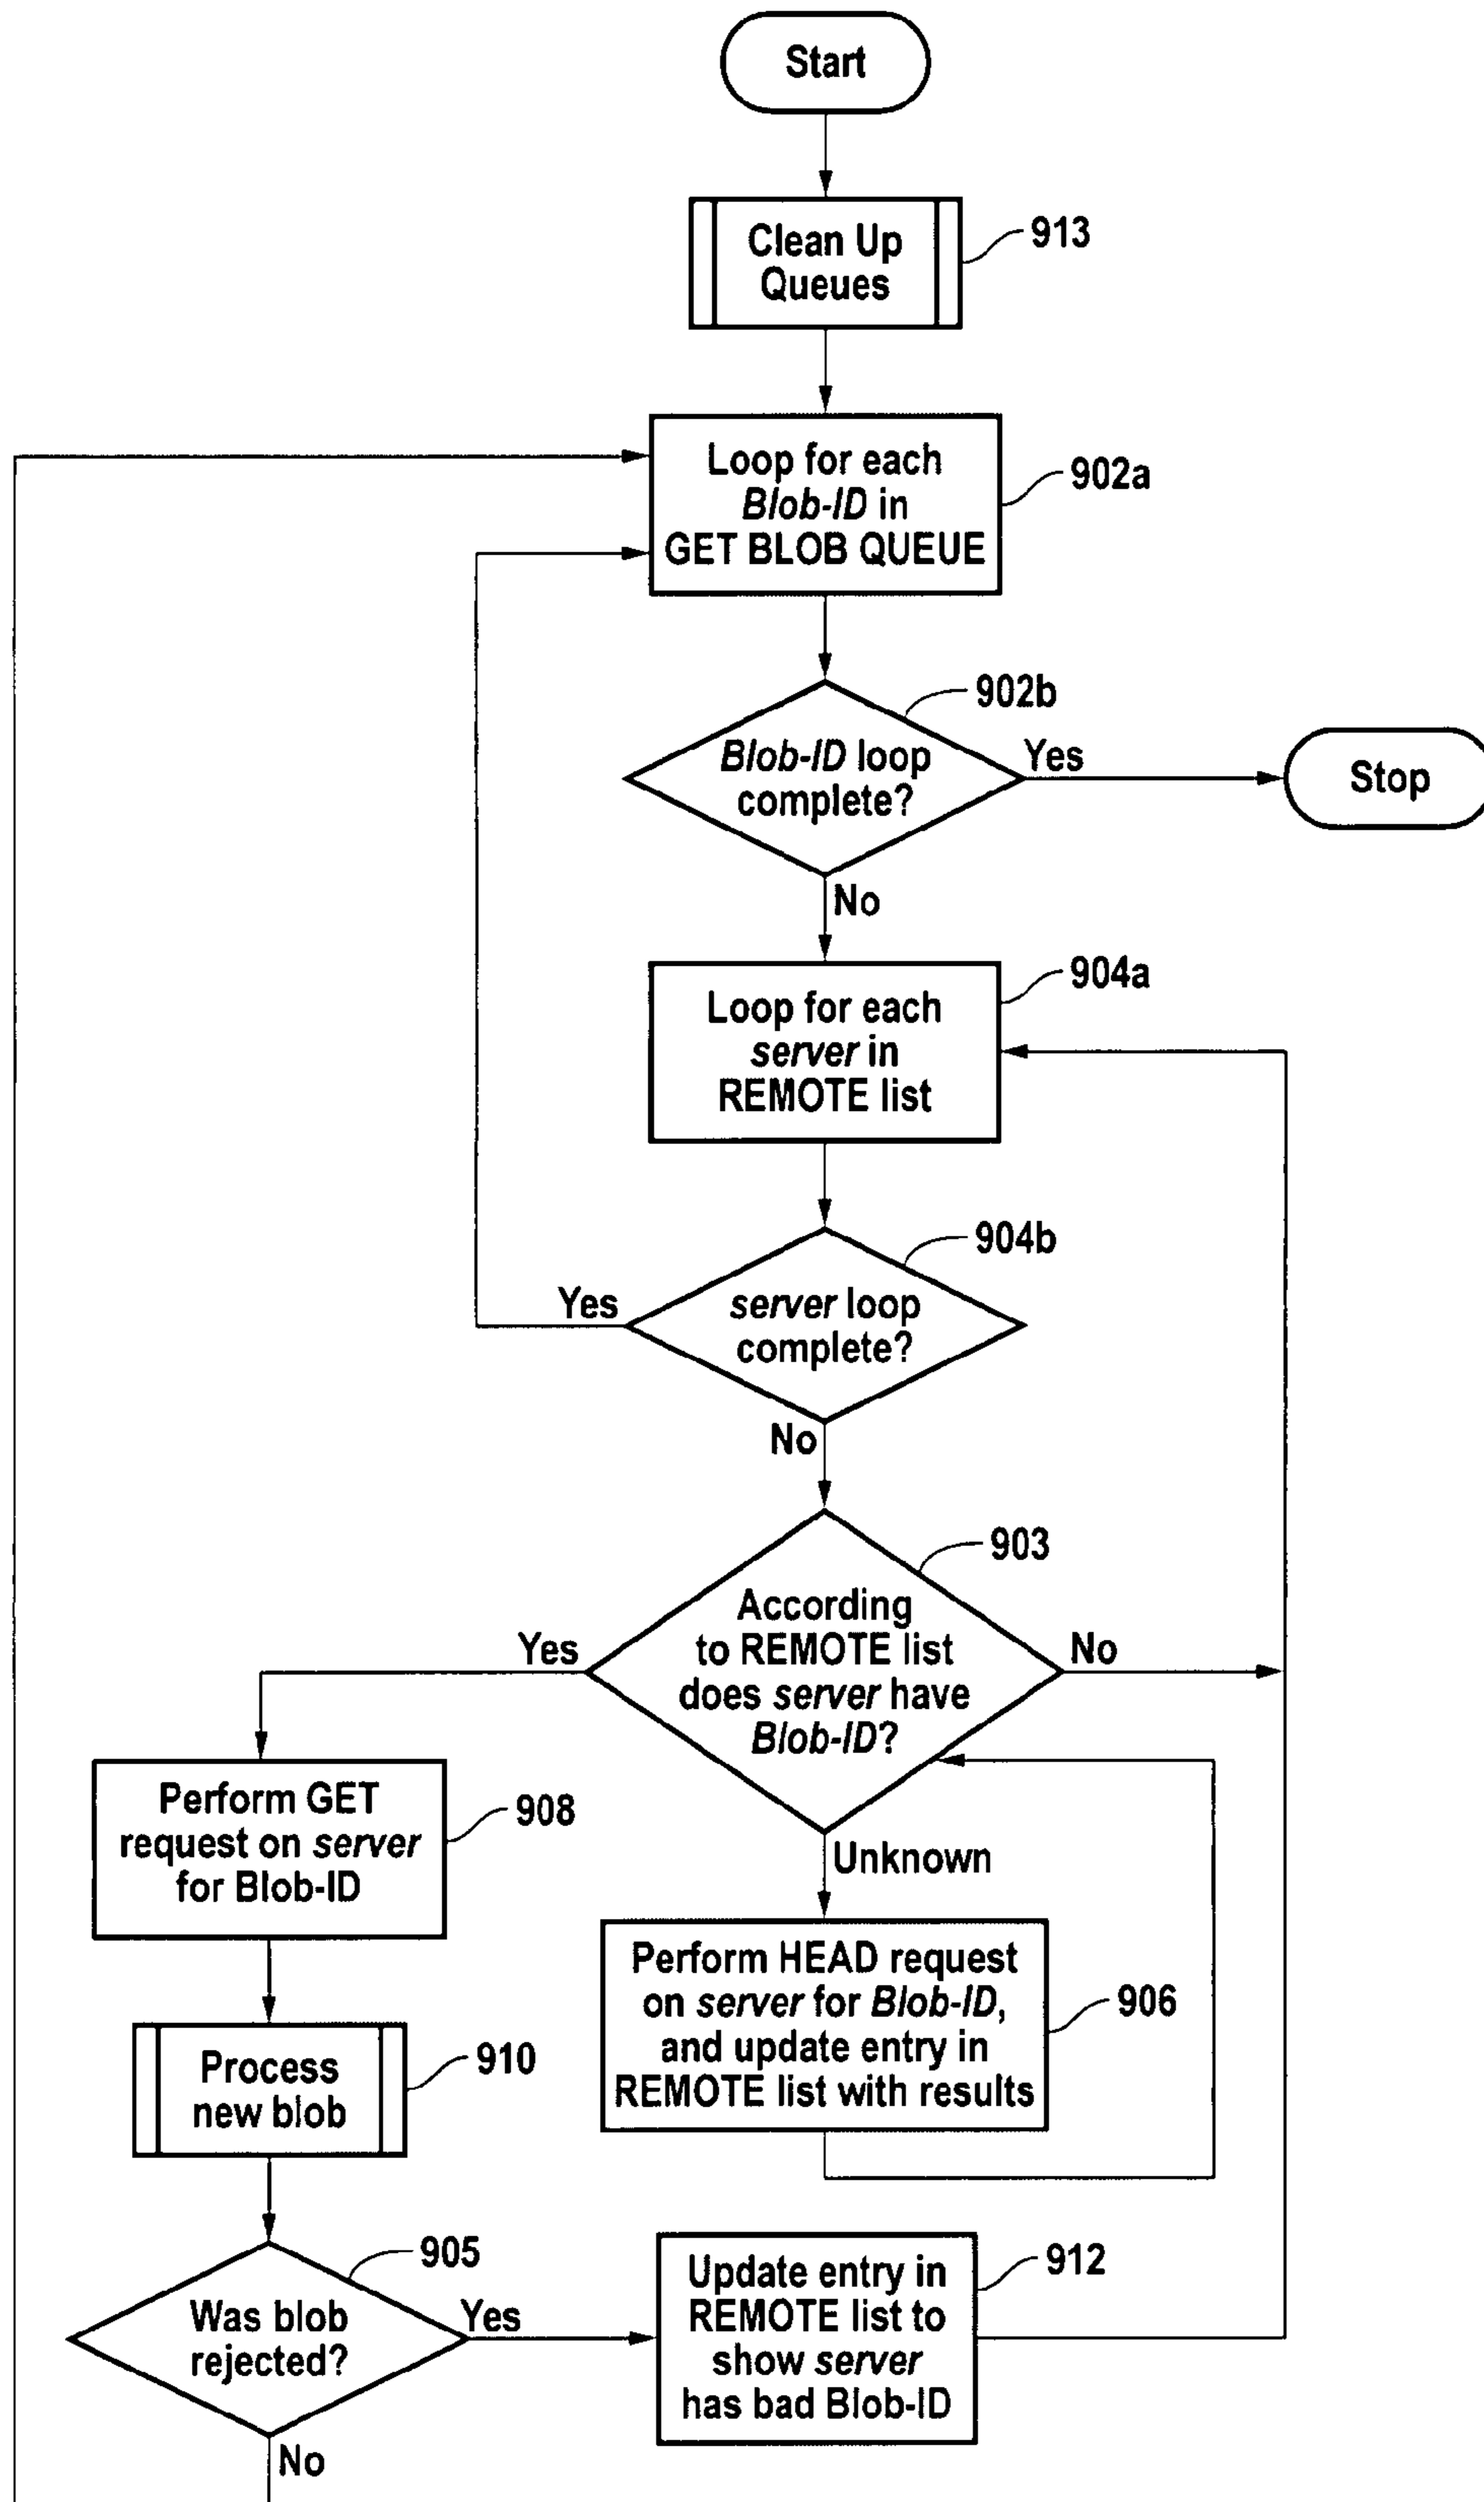 Start
Clean Up
Queues
913
Loop for each
Blob-ID in
GET BLOB QUEUE
902a
902b
Blob-ID loop
complete?
Yes
Stop
No
904a
Loop for each
server in
REMOTE list
904b
Yes
server loop
complete?
No
903
According
to REMOTE list
does server have
Blob-ID?
Yes
No
Perform GET
request on server
for Blob-ID
908
Unknown
Perform HEAD request
on server for Blob-ID,
and update entry in
REMOTE list with results
906
Process
new blob
910
905
Was blob
rejected?
Yes
Update entry in
REMOTE list to
show server
has bad Blob-ID
912
No